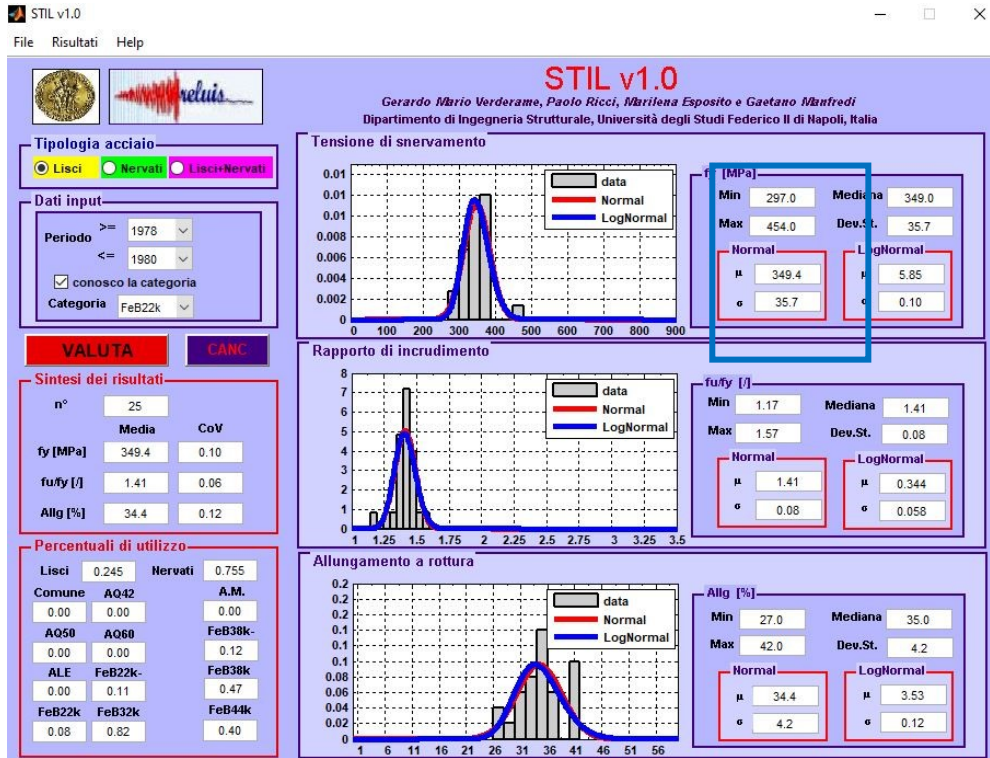 STIL v1.0
File Risultati Help
reluis
STIL v1.0
Gerardo Mario Verderame, Paolo Ricci, Marilena Esposito e Gaetano Manfredi
Dipartimento di Ingegneria Strutturale, Università degli Studi Federico II di Napoli, Italia
Tipologia acciaio
Lisci Nervati Lisci+Nervati
Dati input
Periodo >= 1978
<= 1980
conosco la categoria
Categoria FeB22k
VALUTA CANC
Sintesi dei risultati
n° 25
Media CoV
fy [MPa] 349.4 0.10
fu/fy [/] 1.41 0.06
Allg [%] 34.4 0.12
Percentuali di utilizzo
Lisci 0.245 Nervati 0.755
Comune AQ42 A.M.
0.00 0.00 0.00
AQ50 AQ60 FeB38k-
0.00 0.00 0.12
ALE FeB22k- FeB38k
0.00 0.11 0.47
FeB22k FeB32k FeB44k
0.08 0.82 0.40
Tensione di snervamento
0.01
0.01
0.01
0.008
0.006
0.004
0.002
0
0 100 200 300 400 500 600 700 800 900
data
Normal
LogNormal
fy [MPa]
Min 297.0 Mediana 349.0
Max 454.0 Dev.St. 35.7
Normal LogNormal
μ 349.4 μ 5.85
σ 35.7 σ 0.10
Rapporto di incrudimento
8
7
6
5
4
3
2
1
0
1 1.25 1.5 1.75 2 2.25 2.5 2.75 3 3.25 3.5
data
Normal
LogNormal
fu/fy [/]
Min 1.17 Mediana 1.41
Max 1.57 Dev.St. 0.08
Normal LogNormal
μ 1.41 μ 0.344
σ 0.08 σ 0.058
Allungamento a rottura
0.2
0.2
0.2
0.1
0.1
0.1
0.08
0.06
0.04
0.02
0
1 6 11 16 21 26 31 36 41 46 51 56
data
Normal
LogNormal
Allg [%]
Min 27.0 Mediana 35.0
Max 42.0 Dev.St. 4.2
Normal LogNormal
μ 34.4 μ 3.53
σ 4.2 σ 0.12